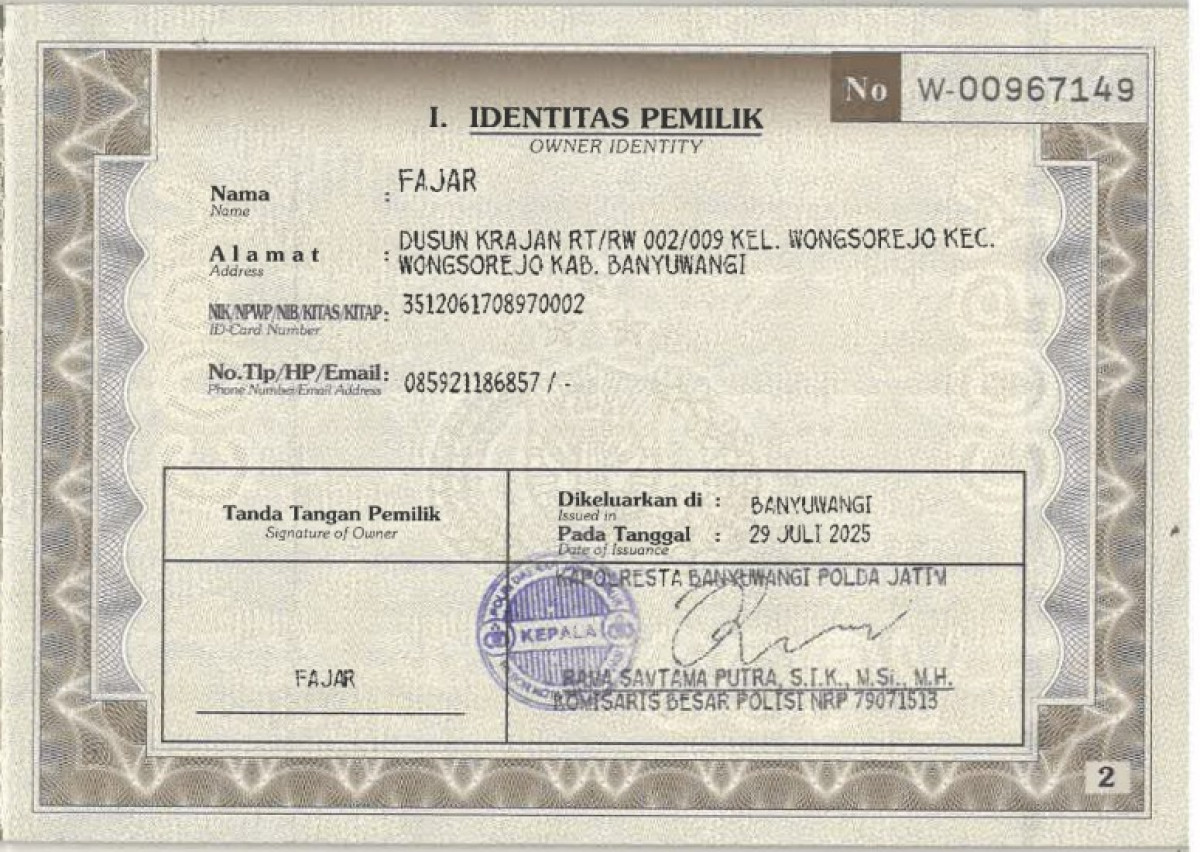 No W-00967149
I. IDENTITAS PEMILIK
OWNER IDENTITY
Nama : FAJAR
Name
Alamat : DUSUN KRAJAN RT/RW 002/009 KEL. WONGSOREJO KEC.
Address WONGSOREJO KAB. BANYUWANGI
NIK/NPWP/NIB/KITAS/KITAP : 3512061708970002
ID-Card Number
No.Tlp/HP/Email : 085921186857 / -
Phone Number/Email Address
Tanda Tangan Pemilik
Signature of Owner
Dikeluarkan di : BANYUWANGI
Issued in
Pada Tanggal : 29 JULI 2025
Date of Issuance
KAPOLRESTA BANYUWANGI POLDA JATIM
KEPALA
FAJAR
RAMA SAMTAMA PUTRA, S.I.K., M.Si., M.H.
KOMISARIS BESAR POLISI NRP 79071513
2